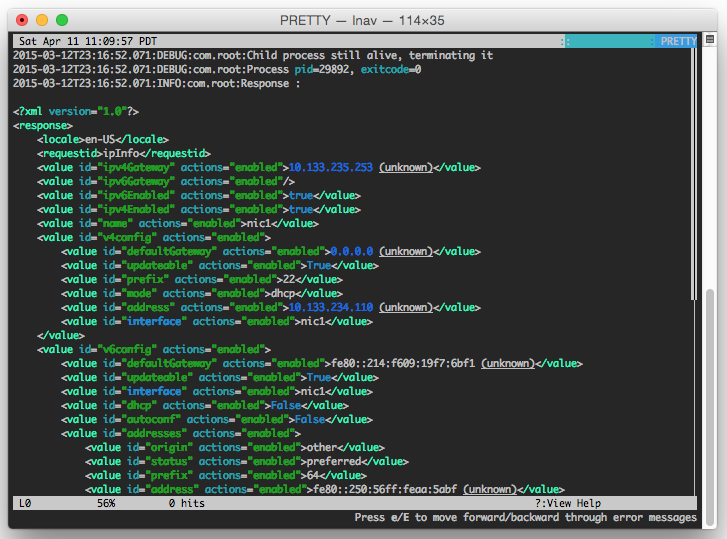 PRETTY — lnav — 114×35
Sat Apr 11 11:09:57 PDT :: : PRETTY
2015-03-12T23:16:52.071:DEBUG:com.root:Child process still alive, terminating it
2015-03-12T23:16:52.071:DEBUG:com.root:Process pid=29892, exitcode=0
2015-03-12T23:16:52.071:INFO:com.root:Response :
<?xml version="1.0"?>
<response>
    <locale>en-US</locale>
    <requestid>ipInfo</requestid>
    <value id="ipv4Gateway" actions="enabled">10.133.235.253 (unknown)</value>
    <value id="ipv6Gateway" actions="enabled"/>
    <value id="ipv6Enabled" actions="enabled">true</value>
    <value id="ipv4Enabled" actions="enabled">true</value>
    <value id="name" actions="enabled">nic1</value>
    <value id="v4config" actions="enabled">
        <value id="defaultGateway" actions="enabled">0.0.0.0 (unknown)</value>
        <value id="updateable" actions="enabled">True</value>
        <value id="prefix" actions="enabled">22</value>
        <value id="mode" actions="enabled">dhcp</value>
        <value id="address" actions="enabled">10.133.234.110 (unknown)</value>
        <value id="interface" actions="enabled">nic1</value>
    </value>
    <value id="v6config" actions="enabled">
        <value id="defaultGateway" actions="enabled">fe80::214:f609:19f7:6bf1 (unknown)</value>
        <value id="updateable" actions="enabled">True</value>
        <value id="interface" actions="enabled">nic1</value>
        <value id="dhcp" actions="enabled">False</value>
        <value id="autoconf" actions="enabled">False</value>
        <value id="addresses" actions="enabled">
            <value id="origin" actions="enabled">other</value>
            <value id="status" actions="enabled">preferred</value>
            <value id="prefix" actions="enabled">64</value>
            <value id="address" actions="enabled">fe80::250:56ff:feaa:5abf (unknown)</value>
L0 56% 0 hits ?:View Help
Press e/E to move forward/backward through error messages